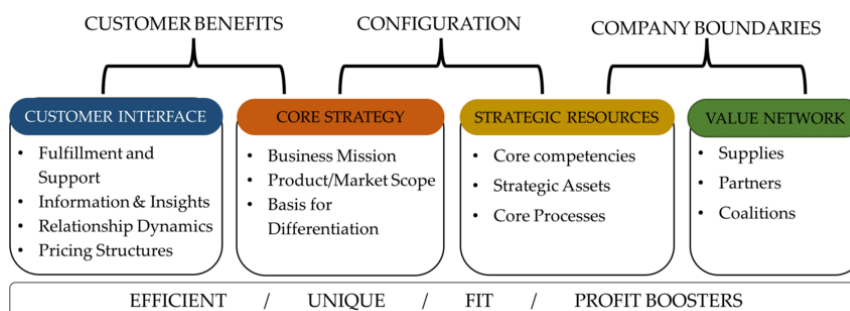 CUSTOMER BENEFITS
CONFIGURATION
COMPANY BOUNDARIES
CUSTOMER INTERFACE
Fulfillment and
Support
Information & Insights
Relationship Dynamics
Pricing Structures
CORE STRATEGY
Business Mission
Product/Market Scope
Basis for
Differentiation
STRATEGIC RESOURCES
Core competencies
Strategic Assets
Core Processes
VALUE NETWORK
Supplies
Partners
Coalitions
EFFICIENT / UNIQUE / FIT / PROFIT BOOSTERS